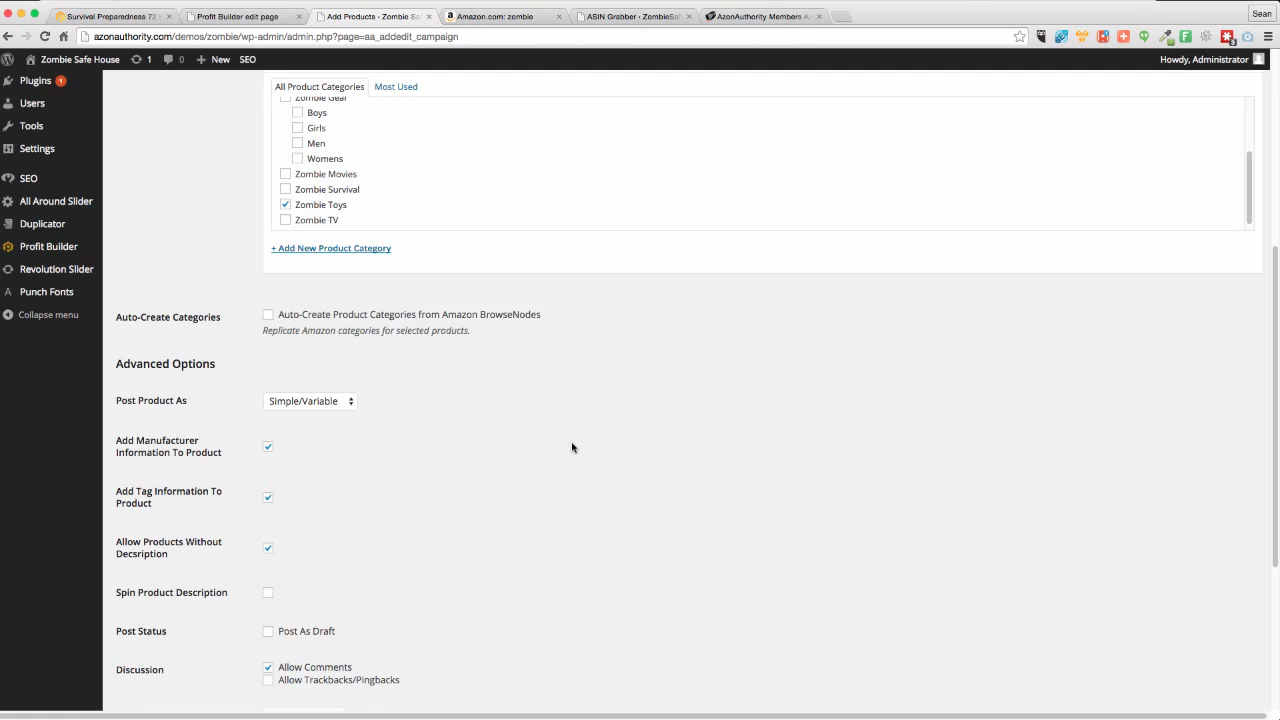 Survival Preparedness 72
Profit Builder edit page
Add Products ‹ Zombie Saf
Amazon.com: zombie
ASIN Grabber ‹ ZombieSaf
AzonAuthority Members A
Sean
azonauthority.com/demos/zombie/wp-admin/admin.php?page=aa_addedit_campaign
Zombie Safe House
1
0
+ New
SEO
Howdy, Administrator
Plugins 1
Users
Tools
Settings
SEO
All Around Slider
Duplicator
Profit Builder
Revolution Slider
Punch Fonts
Collapse menu
All Product Categories
Most Used
Zombie Gear
Boys
Girls
Men
Womens
Zombie Movies
Zombie Survival
Zombie Toys
Zombie TV
+ Add New Product Category
Auto-Create Categories
Auto-Create Product Categories from Amazon BrowseNodes
Replicate Amazon categories for selected products.
Advanced Options
Post Product As
Simple/Variable
Add Manufacturer
Information To Product
Add Tag Information To
Product
Allow Products Without
Decsription
Spin Product Description
Post Status
Post As Draft
Discussion
Allow Comments
Allow Trackbacks/Pingbacks